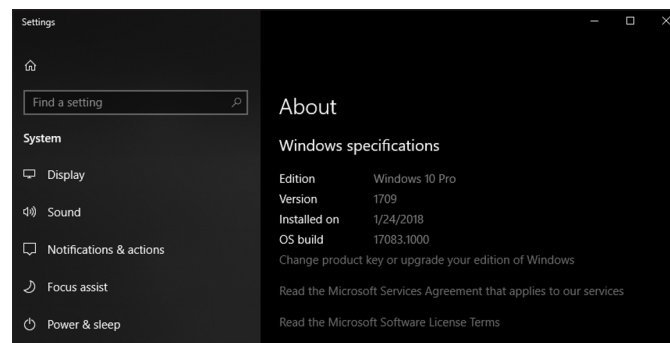 Settings
Find a setting
System
Display
Sound
Notifications & actions
Focus assist
Power & sleep
About
Windows specifications
Edition Windows 10 Pro
Version 1709
Installed on 1/24/2018
OS build 17083.1000
Change product key or upgrade your edition of Windows
Read the Microsoft Services Agreement that applies to our services
Read the Microsoft Software License Terms